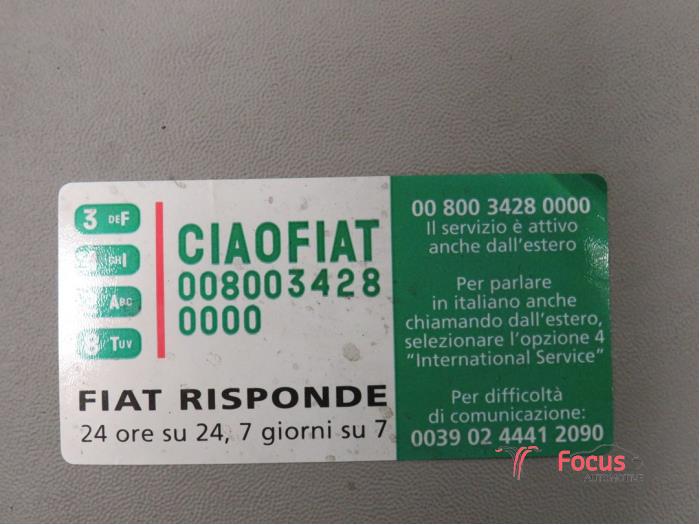 3 DEF
GHI
ABC
8 TUV
CIAOFIAT
008003428
0000
FIAT RISPONDE
24 ore su 24, 7 giorni su 7
00 800 3428 0000
Il servizio è attivo
anche dall'estero
Per parlare
in italiano anche
chiamando dall'estero,
selezionare l'opzione 4
"International Service"
Per difficoltà
di comunicazione:
0039 02 4441 2090
Focus
AUTOMOTIVE